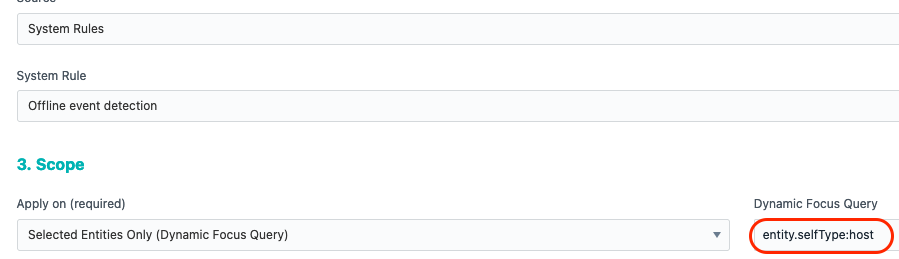 Source
System Rules
System Rule
Offline event detection
3. Scope
Apply on (required)
Dynamic Focus Query
Selected Entities Only (Dynamic Focus Query)
entity.selfType:host